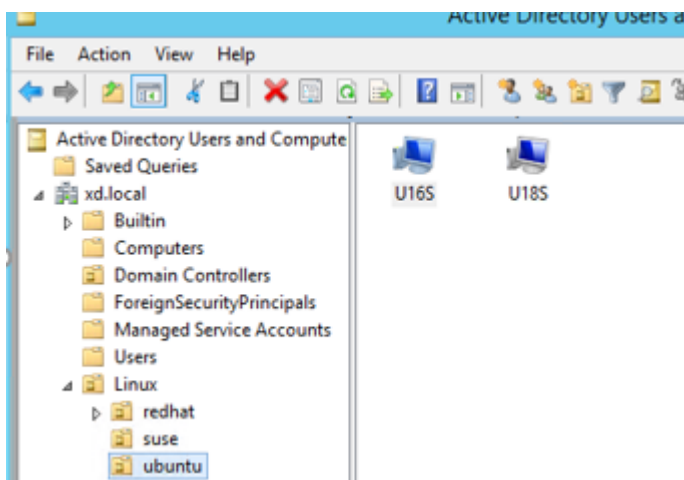 Active Directory Users a
File Action View Help
Active Directory Users and Compute
Saved Queries
xd.local
Builtin
Computers
Domain Controllers
ForeignSecurityPrincipals
Managed Service Accounts
Users
Linux
redhat
suse
ubuntu
U16S U18S